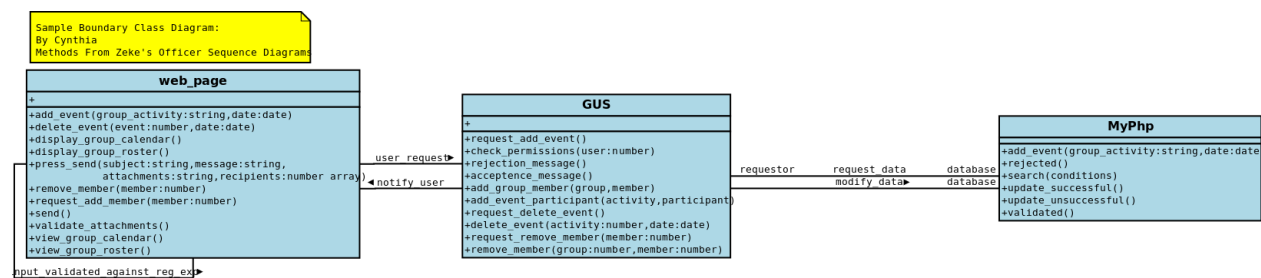 Sample Boundary Class Diagram:
By Cynthia
Methods From Zeke's Officer Sequence Diagrams
web_page
+
+add_event(group_activity:string,date:date)
+delete_event(event:number,date:date)
+display_group_calendar()
+display_group_roster()
+press_send(subject:string,message:string,
attachments:string,recipients:number array)
+remove_member(member:number)
+request_add_member(member:number)
+send()
+validate_attachments()
+view_group_calendar()
+view_group_roster()
input_validated_against_reg_exp
user_request
notify_user
GUS
+
+request_add_event()
+check_permissions(user:number)
+rejection_message()
+acceptence_message()
+add_group_member(group,member)
+add_event_participant(activity,participant)
+request_delete_event()
+delete_event(activity:number,date:date)
+request_remove_member(member:number)
+remove_member(group:number,member:number)
requestor request_data database
modify_data database
MyPhp
+add_event(group_activity:string,date:date
+rejected()
+search(conditions)
+update_successful()
+update_unsuccessful()
+validated()